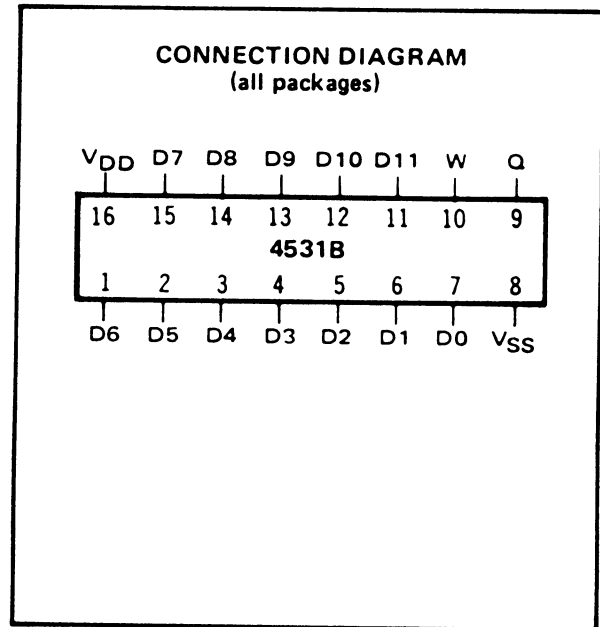 CONNECTION DIAGRAM
(all packages)
VDD D7 D8 D9 D10 D11 W Q
16 15 14 13 12 11 10 9
4531B
1 2 3 4 5 6 7 8
D6 D5 D4 D3 D2 D1 D0 VSS